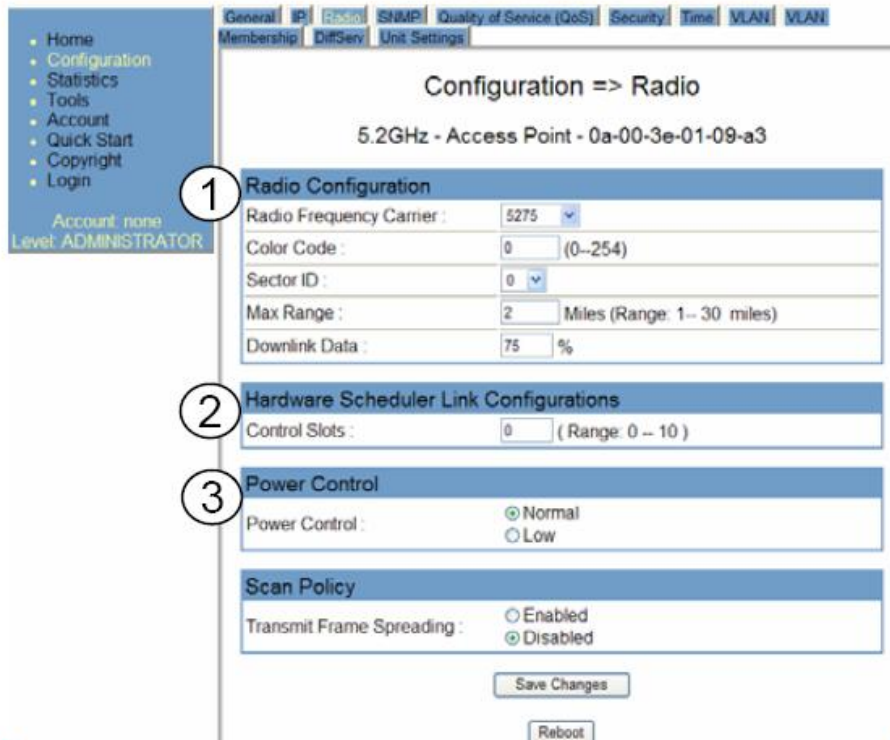 General IP Radio SNMP Quality of Service (QoS) Security Time VLAN VLAN
Membership DiffServ Unit Settings
Home
Configuration
Statistics
Tools
Account
Quick Start
Copyright
Login
Account: none
Level: ADMINISTRATOR
Configuration => Radio
5.2GHz - Access Point - 0a-00-3e-01-09-a3
1
Radio Configuration
Radio Frequency Carrier : 5275
Color Code : 0 (0--254)
Sector ID : 0
Max Range : 2 Miles (Range: 1-- 30 miles)
Downlink Data : 75 %
2
Hardware Scheduler Link Configurations
Control Slots : 0 ( Range: 0 -- 10 )
3
Power Control
Power Control : Normal
Low
Scan Policy
Transmit Frame Spreading : Enabled
Disabled
Save Changes
Reboot